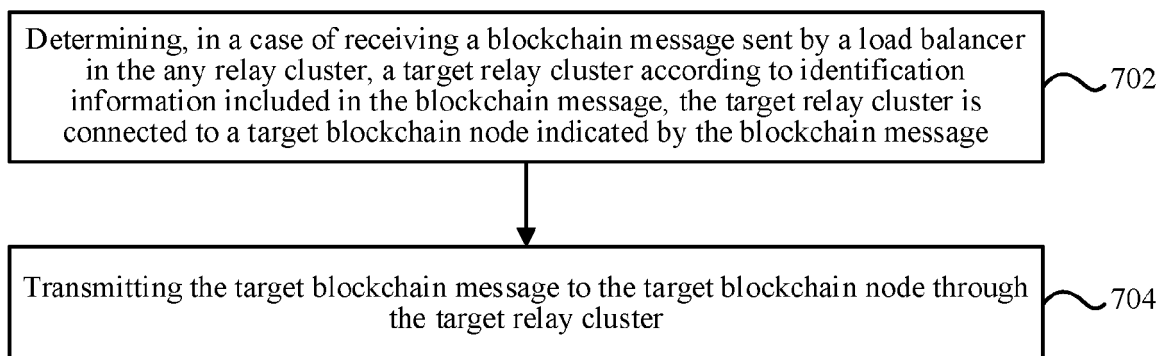 Determining, in a case of receiving a blockchain message sent by a load balancer
in the any relay cluster, a target relay cluster according to identification
information included in the blockchain message, the target relay cluster is
connected to a target blockchain node indicated by the blockchain message
702
Transmitting the target blockchain message to the target blockchain node through
the target relay cluster
704